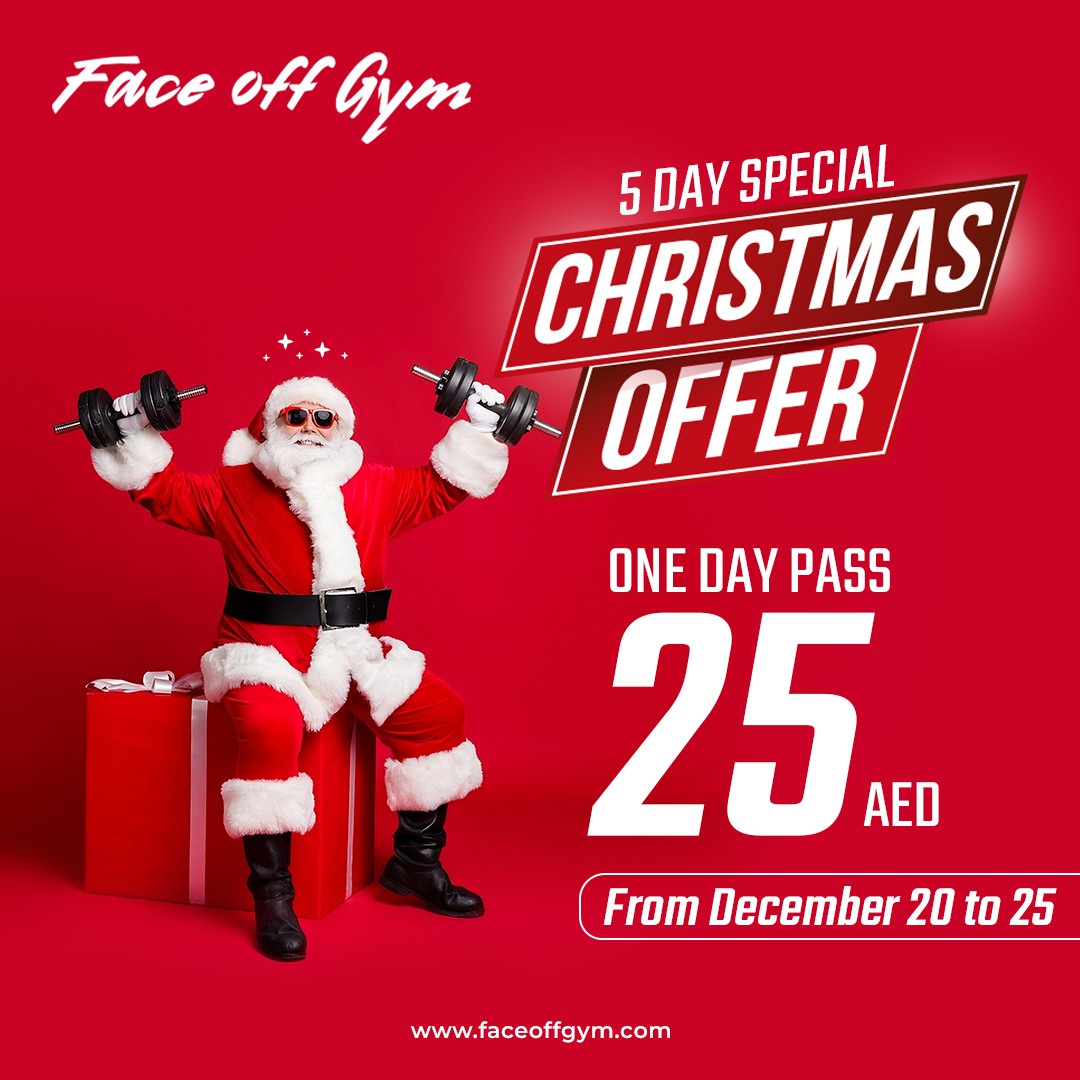 Face off Gym
5 DAY SPECIAL
CHRISTMAS
OFFER
ONE DAY PASS
25 AED
From December 20 to 25
www.faceoffgym.com